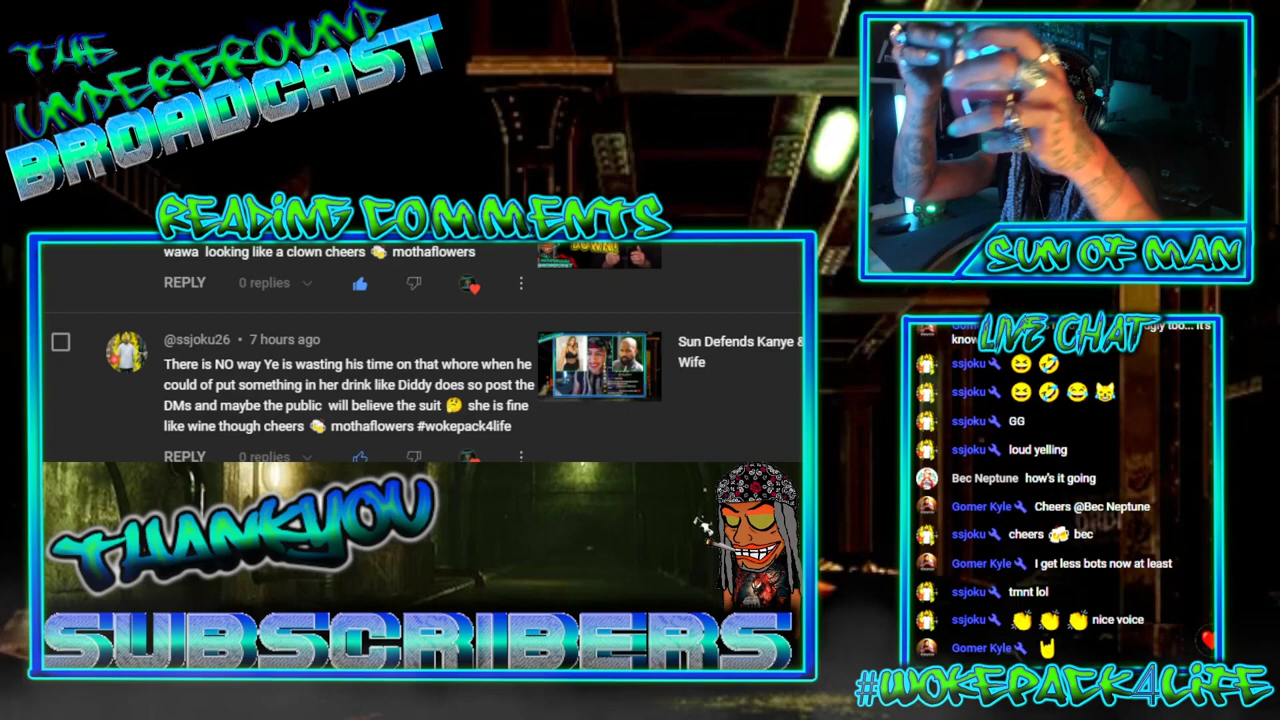 THE
UNDERGROUND
BROADCAST
READING COMMENTS
wawa looking like a clown cheers 🍻 mothaflowers
REPLY 0 replies
@ssjoku26 • 7 hours ago
There is NO way Ye is wasting his time on that whore when he
could of put something in her drink like Diddy does so post the
DMs and maybe the public will believe the suit 🤔 she is fine
like wine though cheers 🍻 mothaflowers #wokepack4life
REPLY 0 replies
Sun Defends Kanye &
Wife
THANKYOU
SUBSCRIBERS
SUN OF MAN
LIVE CHAT
ssjoku 😆 🤣
ssjoku 😆 🤣 😂 😹
ssjoku GG
ssjoku loud yelling
Bec Neptune how's it going
Gomer Kyle Cheers @Bec Neptune
ssjoku cheers 🍻 bec
Gomer Kyle I get less bots now at least
ssjoku tmnt lol
ssjoku 👏 👏 👏 nice voice
Gomer Kyle 🤘
#WOKEPACK4LIFE